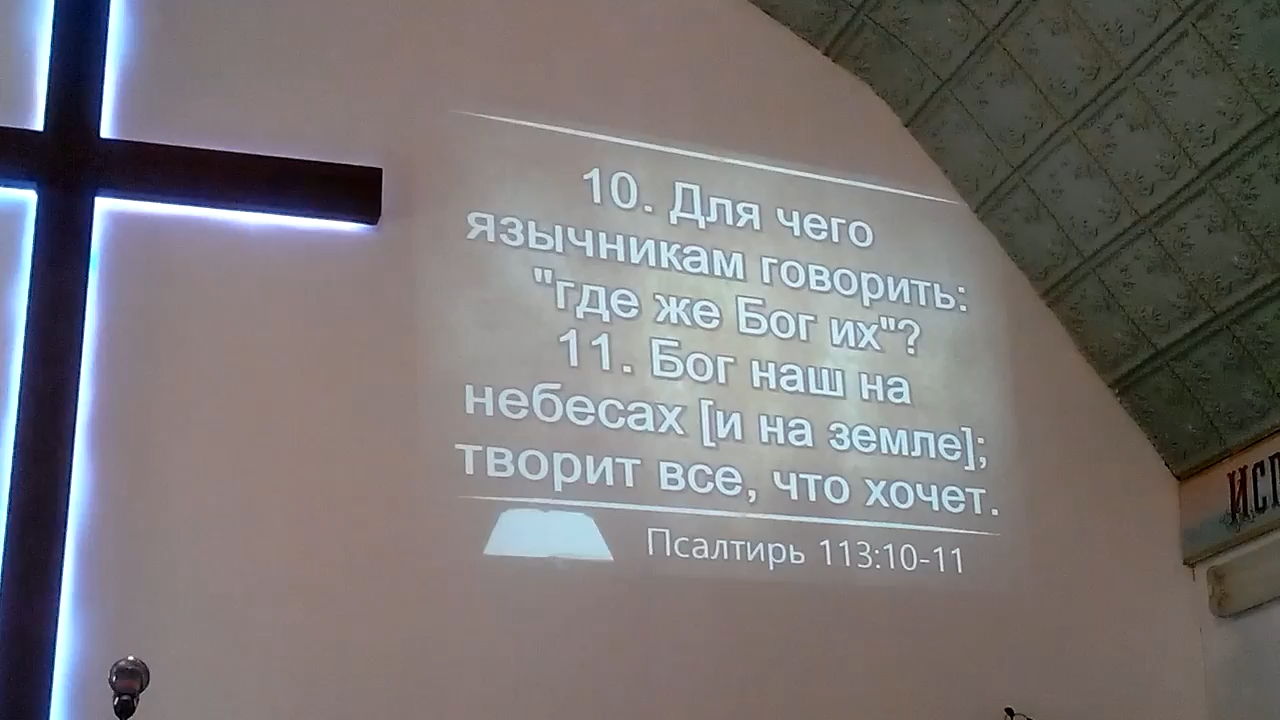 10. Для чего
язычникам говорить:
"где же Бог их"?
11. Бог наш на
небесах [и на земле];
творит все, что хочет.
Псалтирь 113:10-11